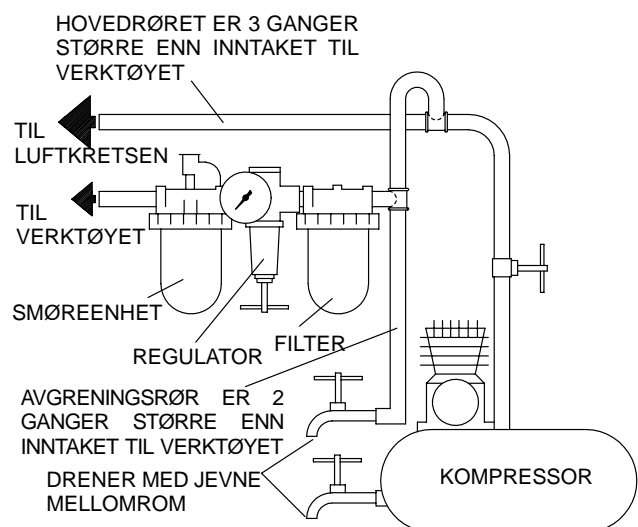 HOVEDRØRET ER 3 GANGER
STØRRE ENN INNTAKET TIL
VERKTØYET
TIL
LUFTKRETSEN
TIL
VERKTØYET
SMØREENHET
REGULATOR
FILTER
AVGRENINGSRØR ER 2
GANGER STØRRE ENN
INNTAKET TIL VERKTØYET
DRENER MED JEVNE
MELLOMROM
KOMPRESSOR